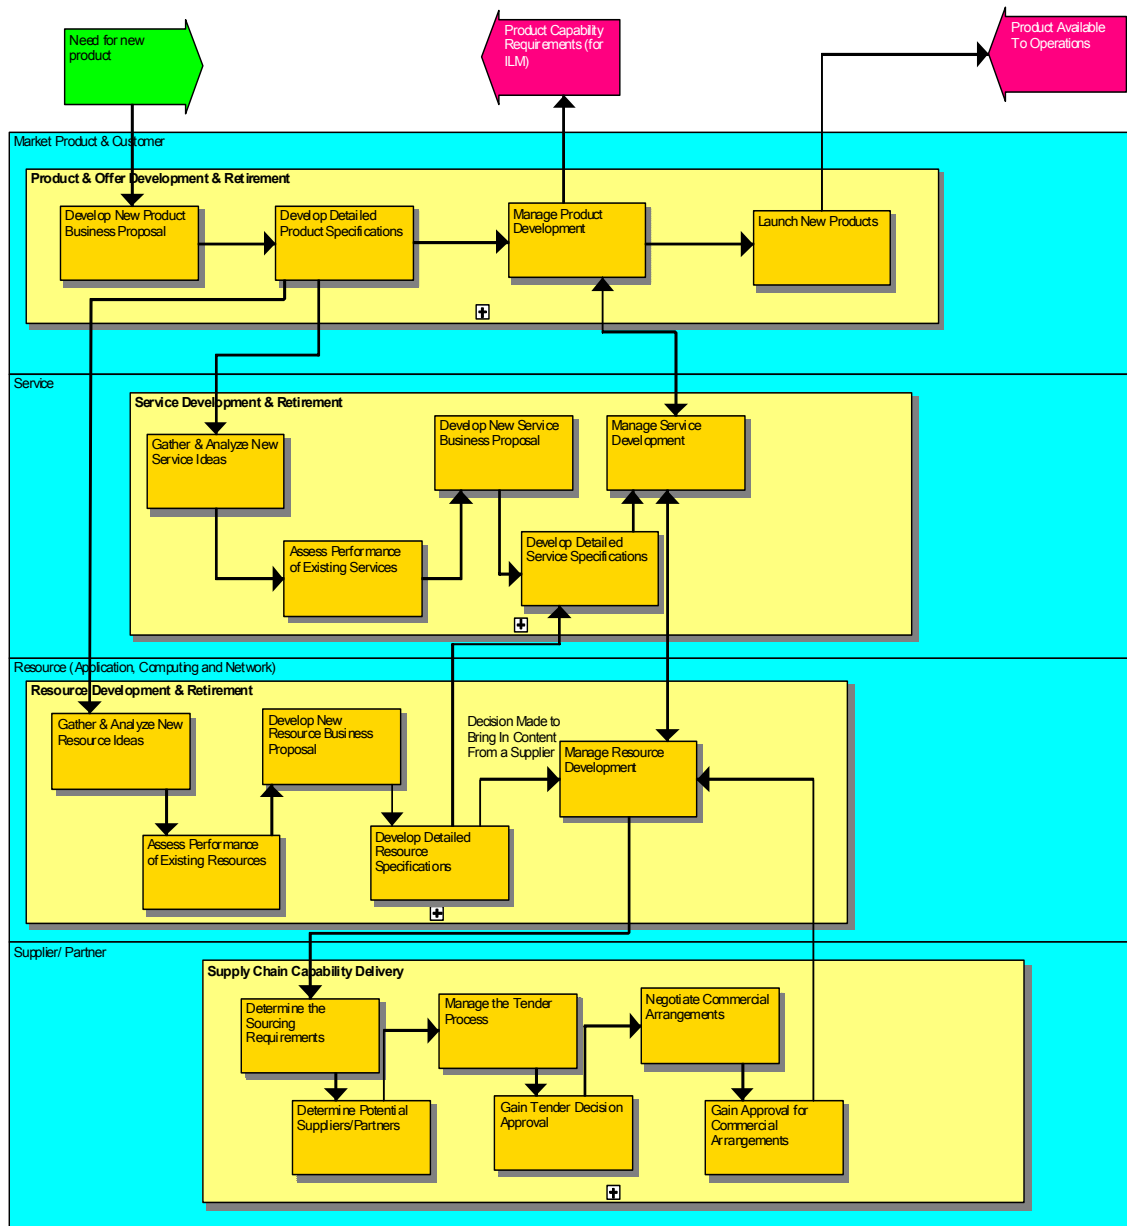 Need for new
product
Product Capability
Requirements (for
ILM)
Product Available
To Operations
Market Product & Customer
Product & Offer Development & Retirement
Develop New Product
Business Proposal
Develop Detailed
Product Specifications
Manage Product
Development
Launch New Products
Service
Service Development & Retirement
Gather & Analyze New
Service Ideas
Develop New Service
Business Proposal
Manage Service
Development
Assess Performance
of Existing Services
Develop Detailed
Service Specifications
Resource (Application, Computing and Network)
Resource Development & Retirement
Gather & Analyze New
Resource Ideas
Develop New
Resource Business
Proposal
Decision Made to
Bring In Content
From a Supplier
Manage Resource
Development
Assess Performance
of Existing Resources
Develop Detailed
Resource
Specifications
Supplier/ Partner
Supply Chain Capability Delivery
Determine the
Sourcing
Requirements
Manage the Tender
Process
Negotiate Commercial
Arrangements
Determine Potential
Suppliers/Partners
Gain Tender Decision
Approval
Gain Approval for
Commercial
Arrangements